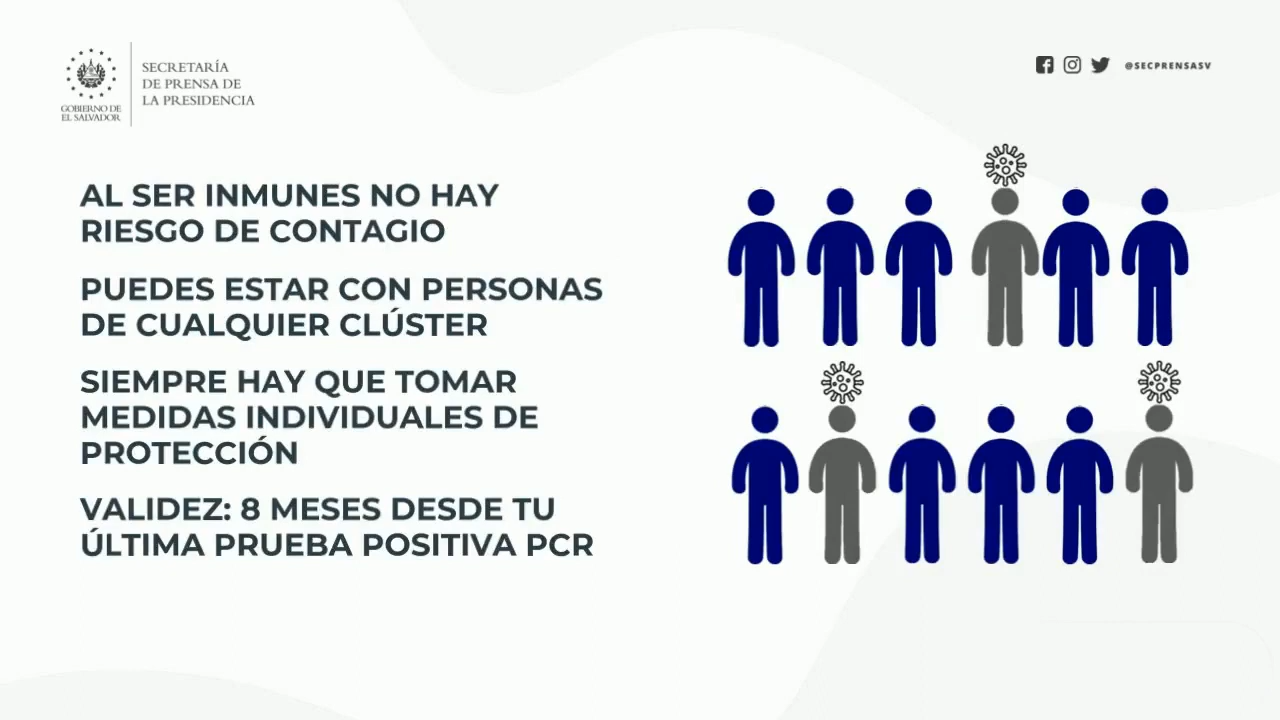 SECRETARÍA
DE PRENSA DE
LA PRESIDENCIA
GOBIERNO DE
EL SALVADOR
@SECPRENSASV
AL SER INMUNES NO HAY
RIESGO DE CONTAGIO
PUEDES ESTAR CON PERSONAS
DE CUALQUIER CLÚSTER
SIEMPRE HAY QUE TOMAR
MEDIDAS INDIVIDUALES DE
PROTECCIÓN
VALIDEZ: 8 MESES DESDE TU
ÚLTIMA PRUEBA POSITIVA PCR